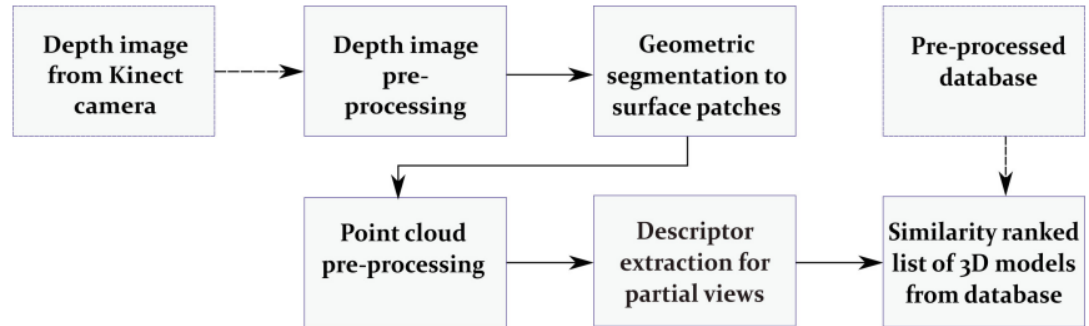 Depth image
from Kinect
camera
Depth image
pre-
processing
Geometric
segmentation to
surface patches
Pre-processed
database
Point cloud
pre-processing
Descriptor
extraction for
partial views
Similarity ranked
list of 3D models
from database